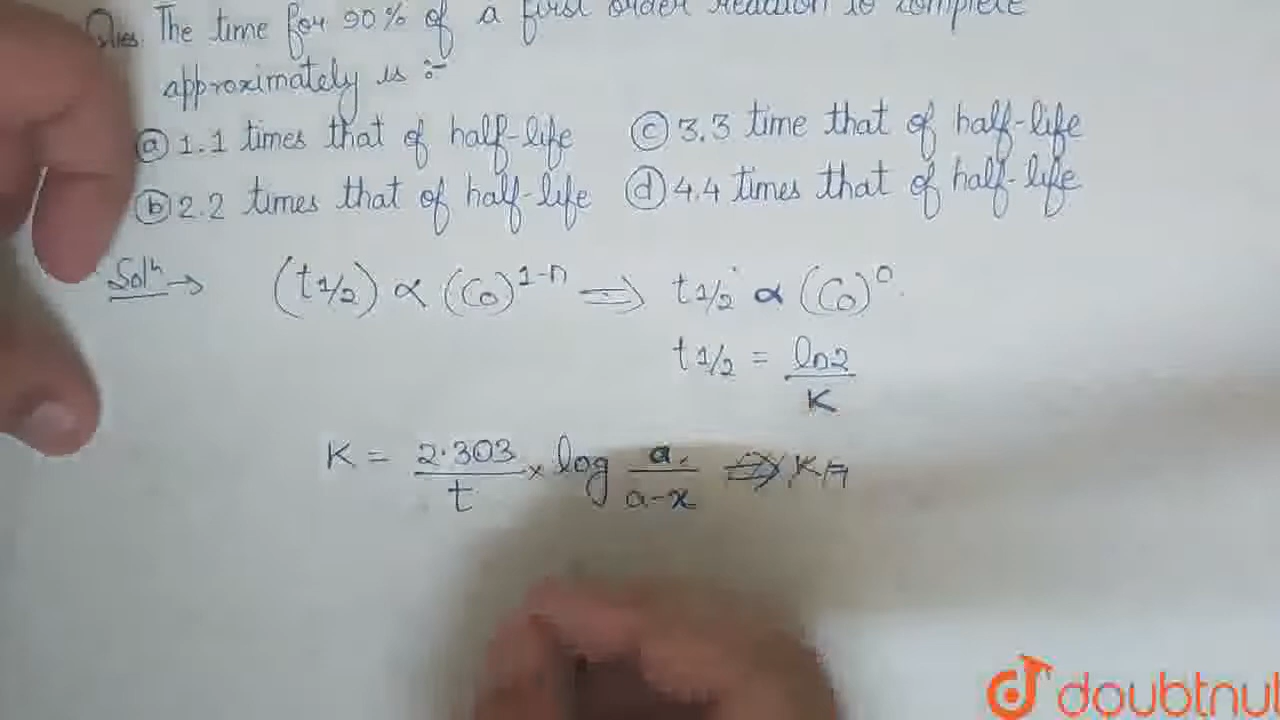 Ques. The time for 90% of a first order reaction to complete
approximately is :-
ⓐ 1.1 times that of half-life ⓒ 3.3 time that of half-life
ⓑ 2.2 times that of half-life ⓓ 4.4 times that of half-life
Solⁿ → (t1/2) ∝ (C₀)^1-n ⟹ t1/2 ∝ (C₀)^0
t1/2 = ln2/K
K = 2.303/t × log a/a-x ⟹
doubtnut